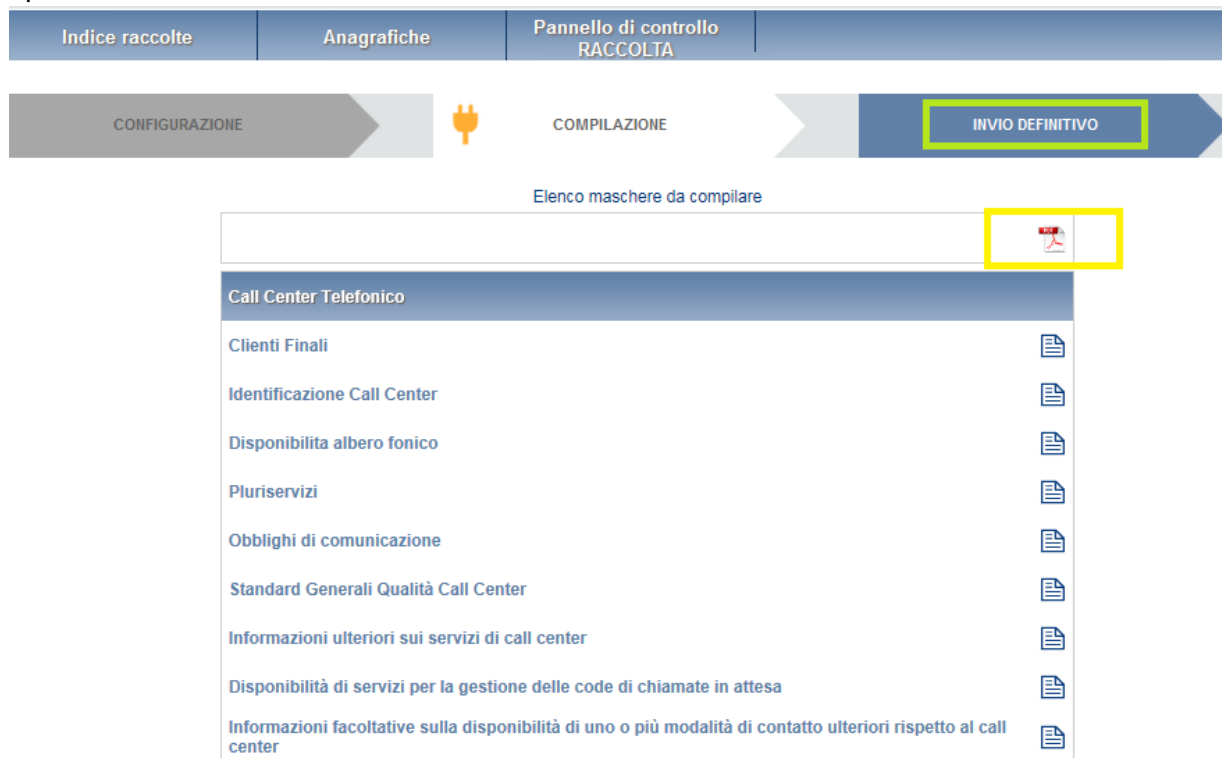 Indice raccolte
Anagrafiche
Pannello di controllo
RACCOLTA
CONFIGURAZIONE
COMPILAZIONE
INVIO DEFINITIVO
Elenco maschere da compilare
Call Center Telefonico
Clienti Finali
Identificazione Call Center
Disponibilita albero fonico
Pluriservizi
Obblighi di comunicazione
Standard Generali Qualità Call Center
Informazioni ulteriori sui servizi di call center
Disponibilità di servizi per la gestione delle code di chiamate in attesa
Informazioni facoltative sulla disponibilità di uno o più modalità di contatto ulteriori rispetto al call
center